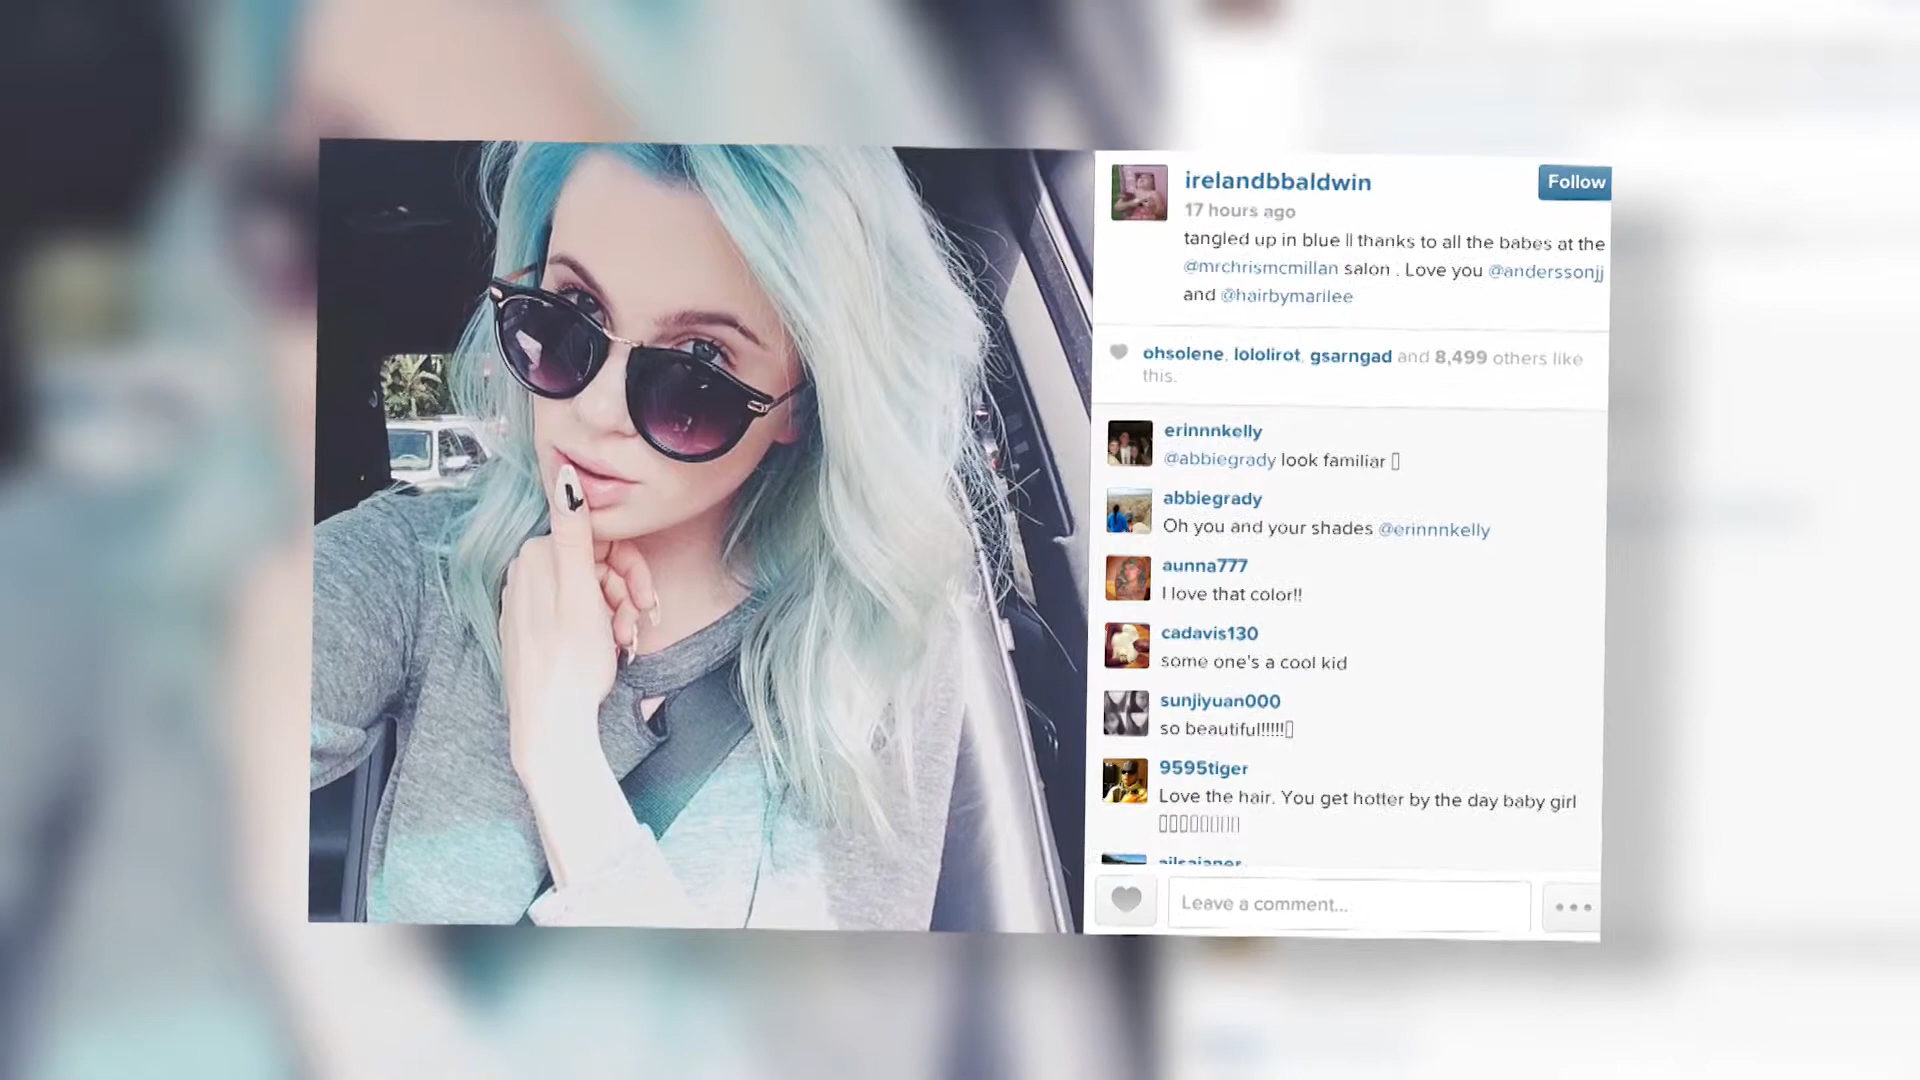 irelandbbaldwin
Follow
17 hours ago
tangled up in blue || thanks to all the babes at the
@mrchrismcmillan salon . Love you @anderssonjj
and @hairbymarilee
ohsolene, lololirot, gsarngad and 8,499 others like
this.
erinnnkelly
@abbiegrady look familiar
abbiegrady
Oh you and your shades @erinnnkelly
aunna777
I love that color!!
cadavis130
some one's a cool kid
sunjiyuan000
so beautiful!!!!!
9595tiger
Love the hair. You get hotter by the day baby girl
Leave a comment...